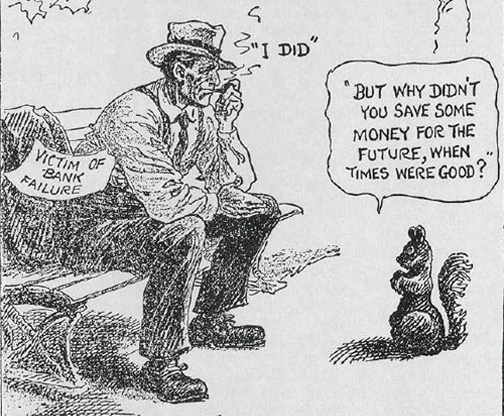 "I DID"
"BUT WHY DIDN'T
YOU SAVE SOME
MONEY FOR THE
FUTURE, WHEN
TIMES WERE GOOD?"
VICTIM OF
BANK
FAILURE